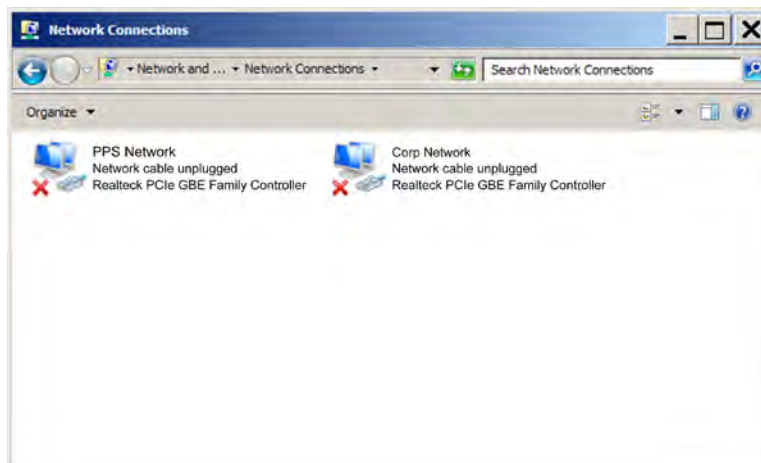 Network Connections
Network and ... Network Connections
Search Network Connections
Organize
PPS Network
Network cable unplugged
Realteck PCIe GBE Family Controller
Corp Network
Network cable unplugged
Realteck PCIe GBE Family Controller